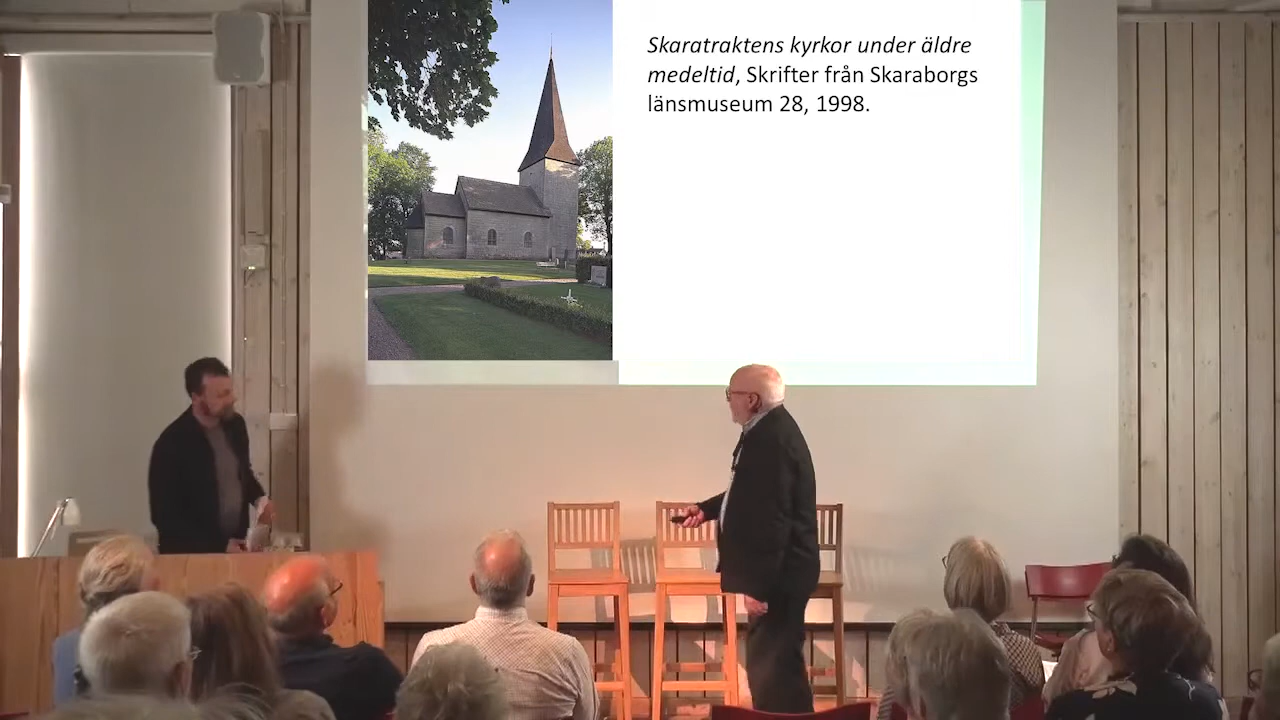 Skaratraktens kyrkor under äldre
medeltid, Skrifter från Skaraborgs
länsmuseum 28, 1998.